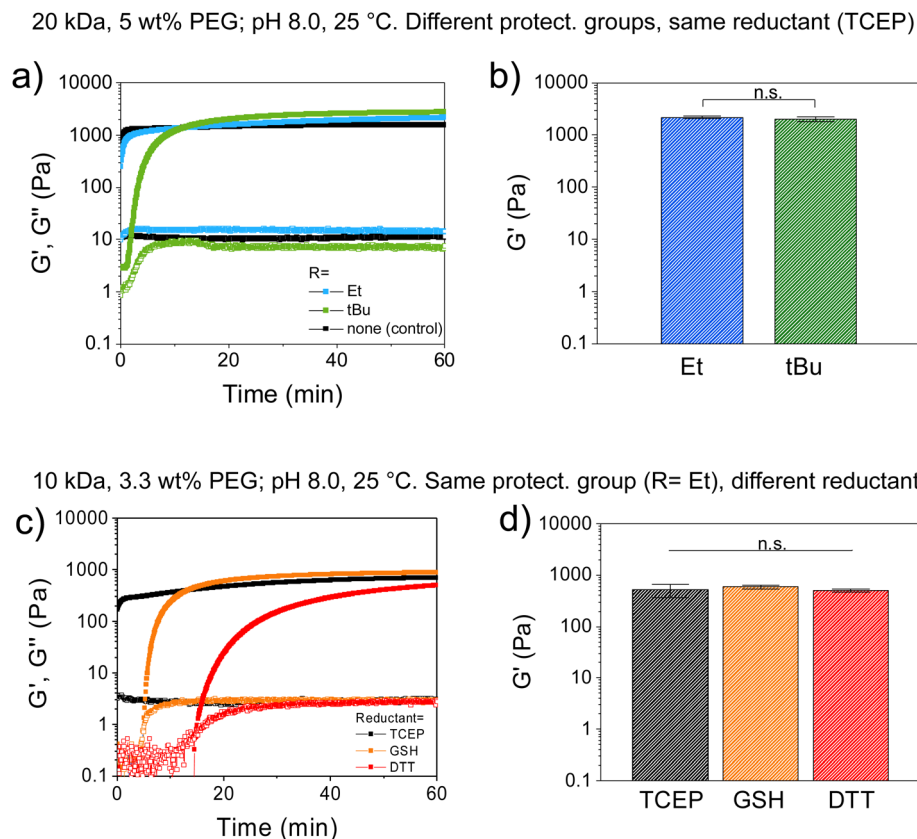 20 kDa, 5 wt% PEG; pH 8.0, 25 °C. Different protect. groups, same reductant (TCEP)
a)
10000
1000
100
10
1
0.1
G', G'' (Pa)
R=
Et
tBu
none (control)
0
20
40
60
Time (min)
b)
10000
1000
100
10
1
0.1
G' (Pa)
n.s.
Et
tBu
10 kDa, 3.3 wt% PEG; pH 8.0, 25 °C. Same protect. group (R= Et), different reductant
c)
10000
1000
100
10
1
0.1
G', G'' (Pa)
Reductant=
TCEP
GSH
DTT
0
20
40
60
Time (min)
d)
10000
1000
100
10
1
0.1
G' (Pa)
n.s.
TCEP
GSH
DTT